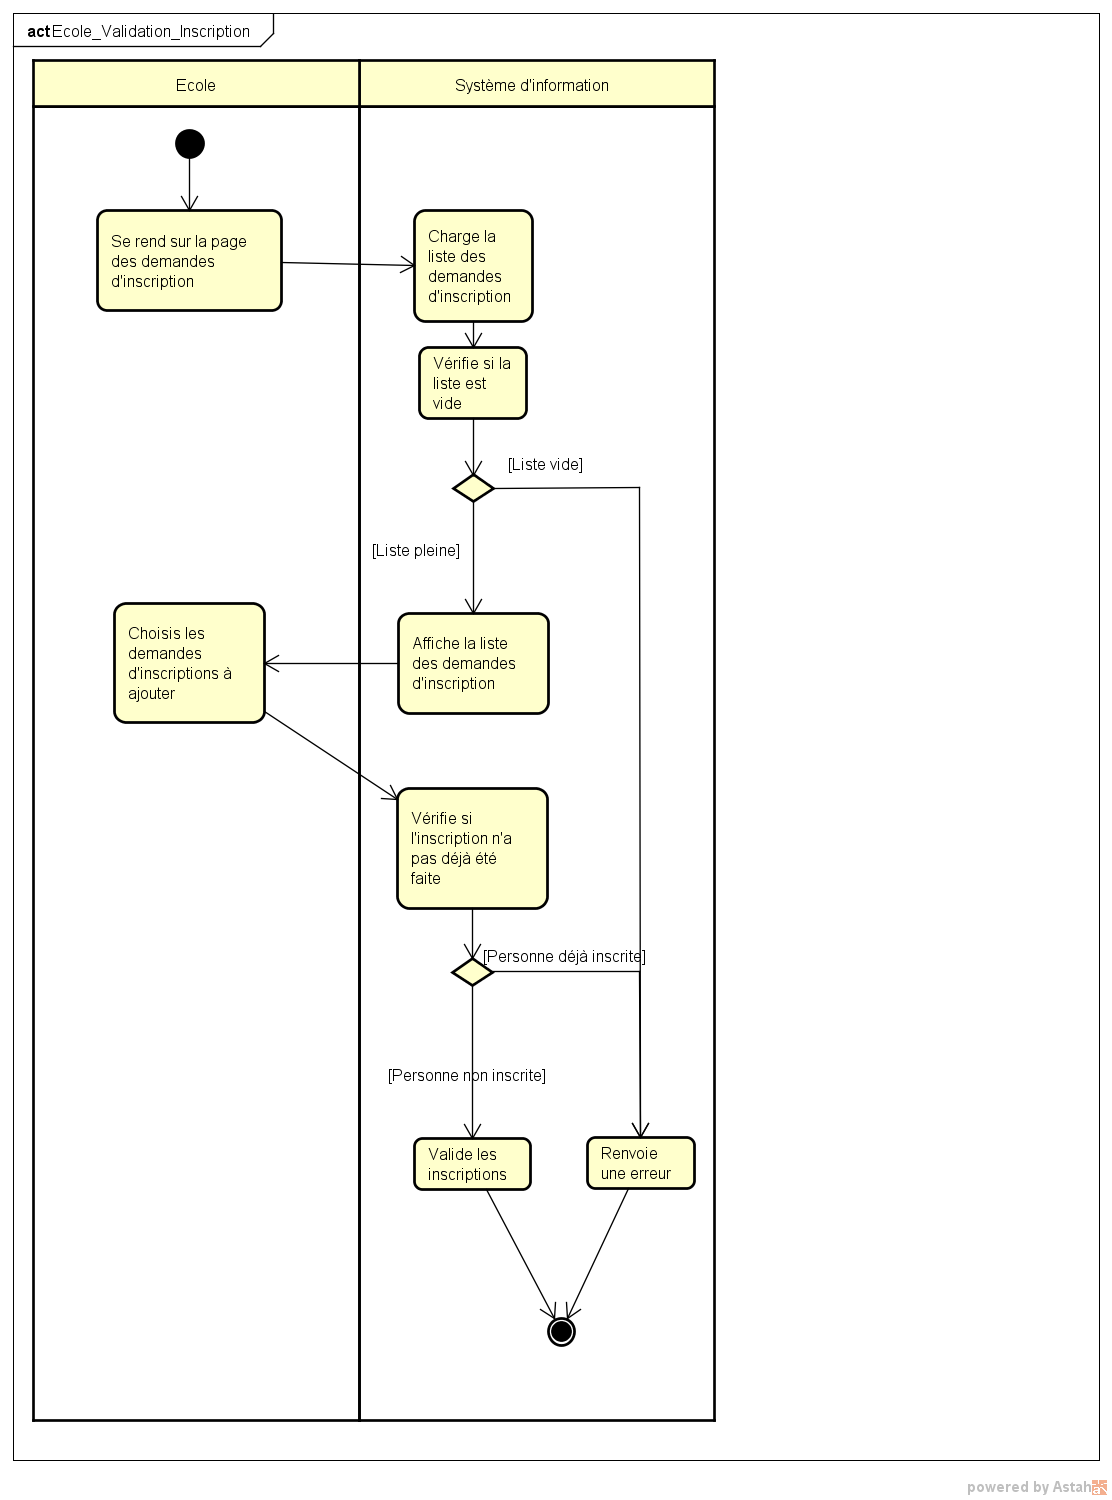 act Ecole_Validation_Inscription
Ecole
Système d'information
Se rend sur la page
des demandes
d'inscription
Charge la
liste des
demandes
d'inscription
Vérifie si la
liste est
vide
[Liste vide]
[Liste pleine]
Choisis les
demandes
d'inscriptions à
ajouter
Affiche la liste
des demandes
d'inscription
Vérifie si
l'inscription n'a
pas déjà été
faite
[Personne déjà inscrite]
[Personne non inscrite]
Valide les
inscriptions
Renvoie
une erreur
powered by Astah